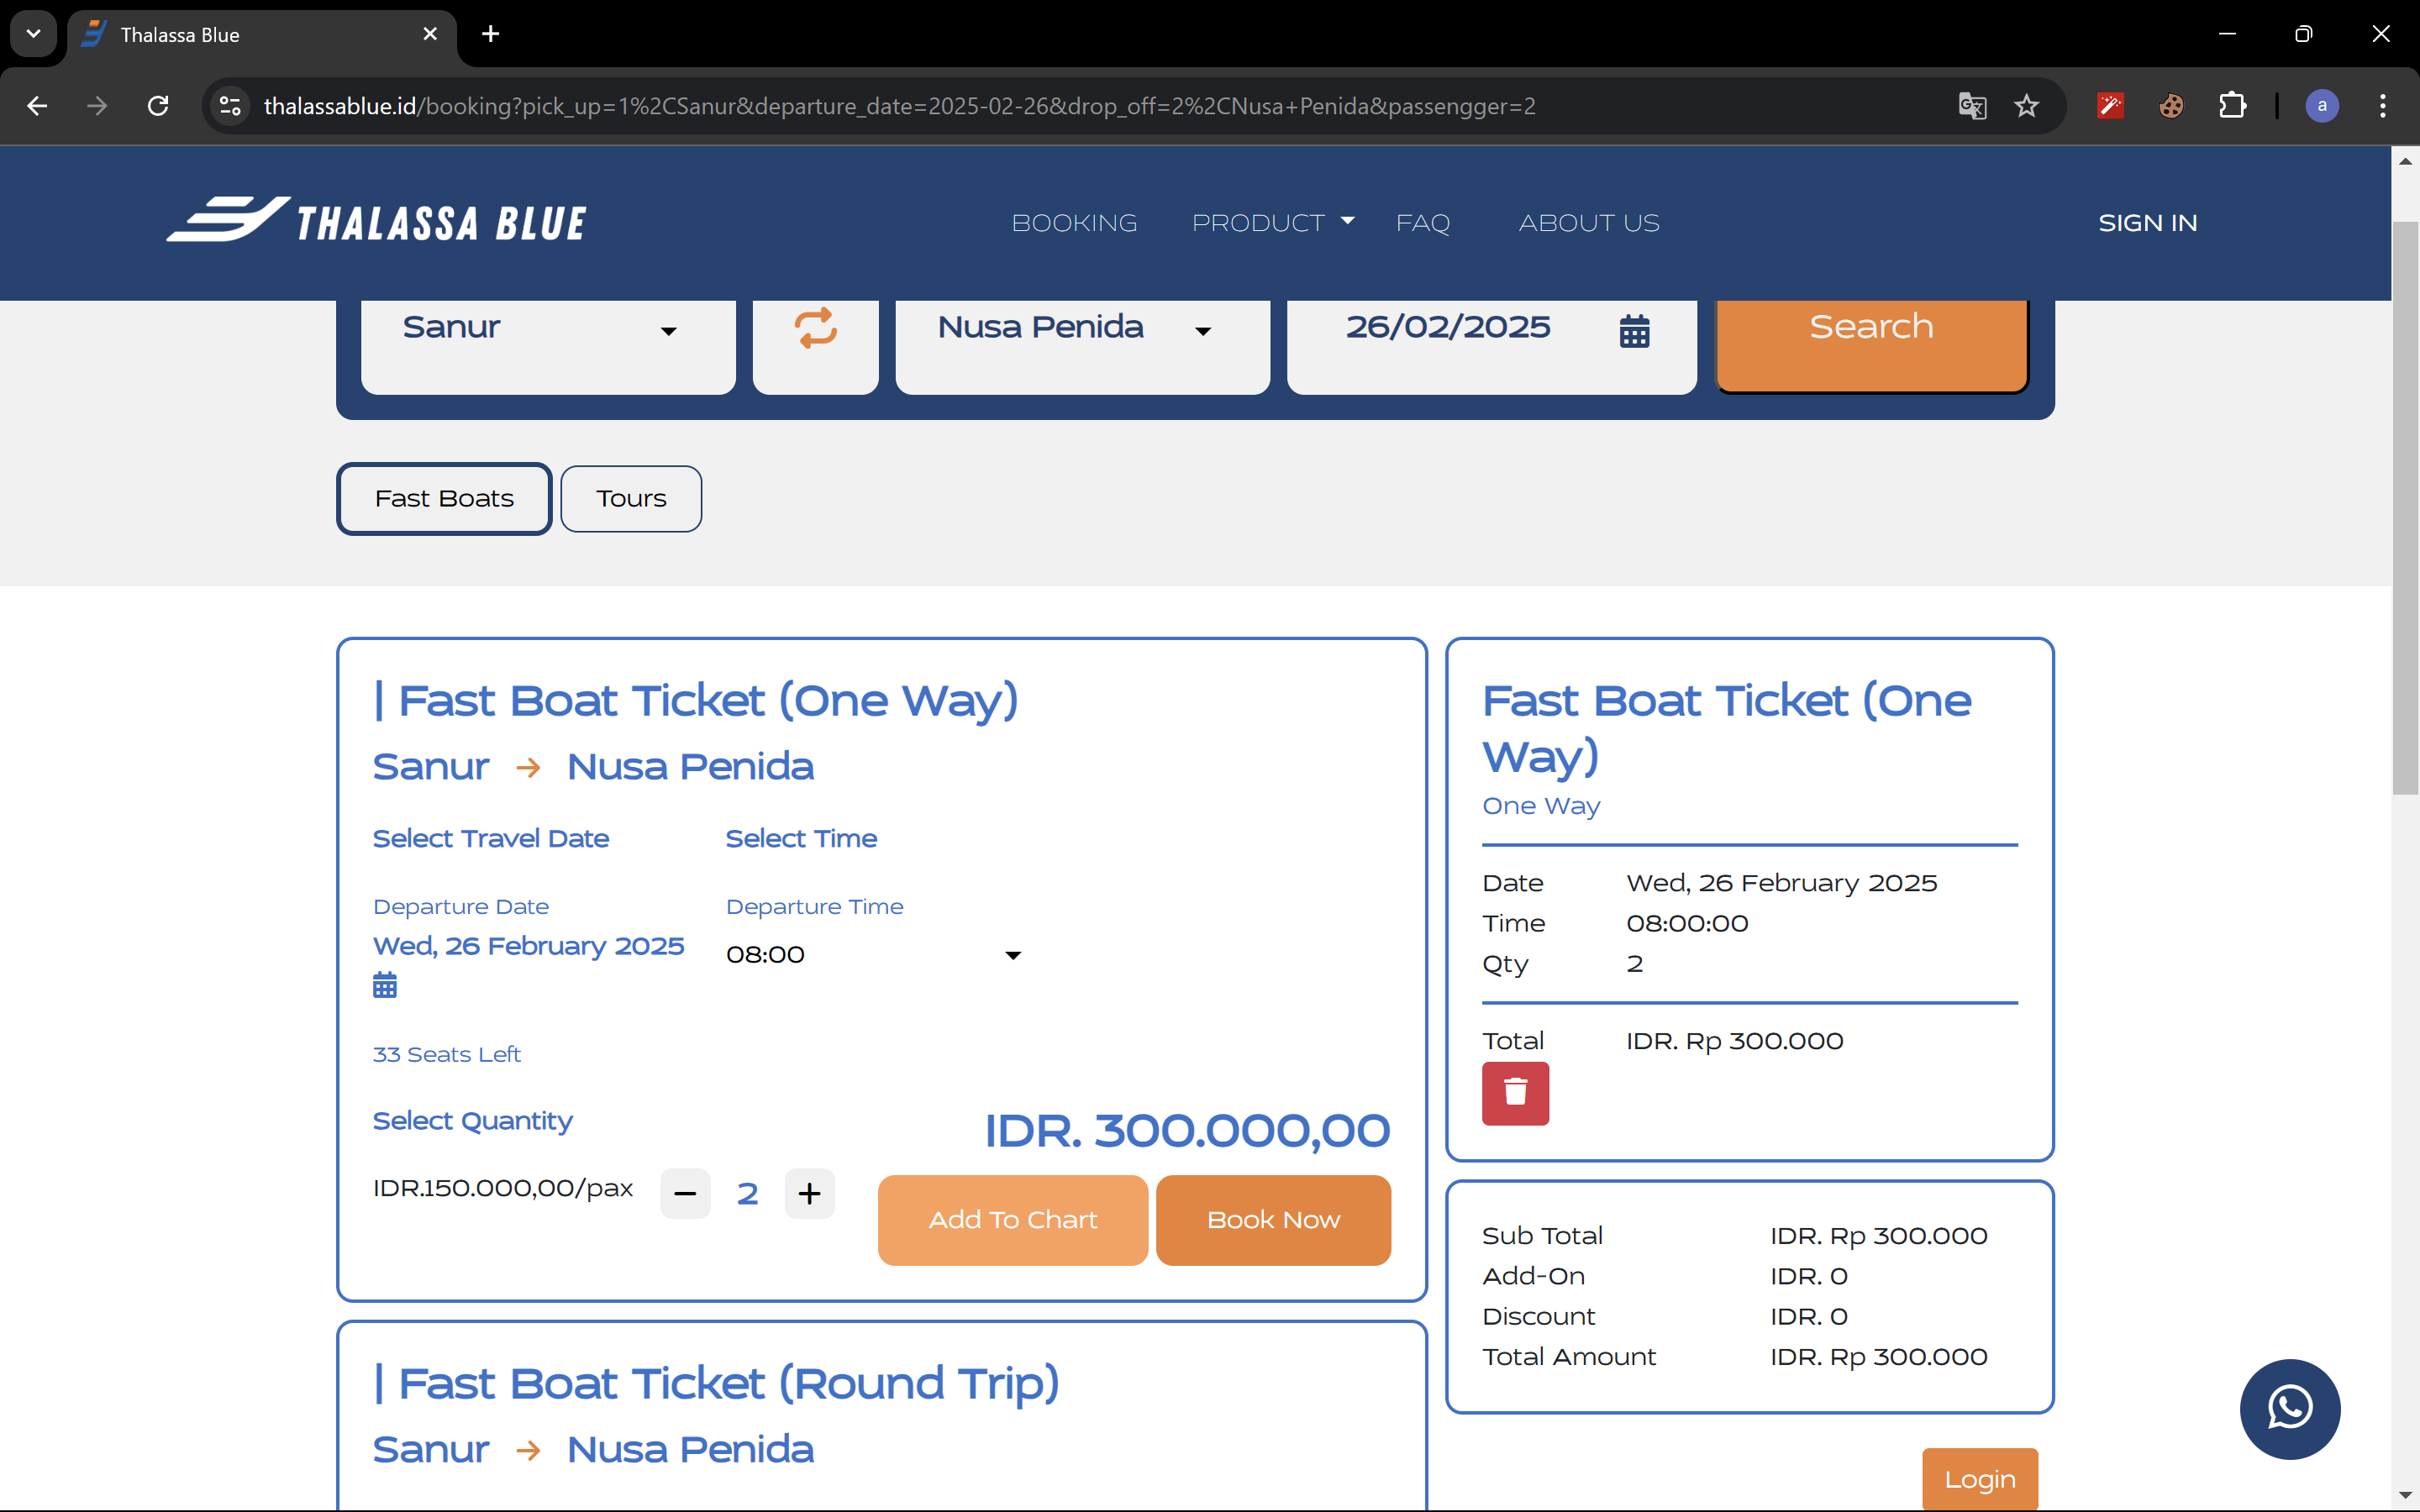 Thalassa Blue
thalassablue.id/booking?pick_up=1%2CSanur&departure_date=2025-02-26&drop_off=2%2CNusa+Penida&passengger=2
a
THALASSA BLUE
BOOKING
PRODUCT
FAQ
ABOUT US
SIGN IN
Sanur
Nusa Penida
26/02/2025
Search
Fast Boats
Tours
| Fast Boat Ticket (One Way)
Sanur → Nusa Penida
Select Travel Date
Select Time
Departure Date
Departure Time
Wed, 26 February 2025
08:00
33 Seats Left
Select Quantity
IDR. 300.000,00
IDR.150.000,00/pax
− 2 +
Add To Chart
Book Now
| Fast Boat Ticket (Round Trip)
Sanur → Nusa Penida
Fast Boat Ticket (One
Way)
One Way
Date Wed, 26 February 2025
Time 08:00:00
Qty 2
Total IDR. Rp 300.000
Sub Total IDR. Rp 300.000
Add-On IDR. 0
Discount IDR. 0
Total Amount IDR. Rp 300.000
Login